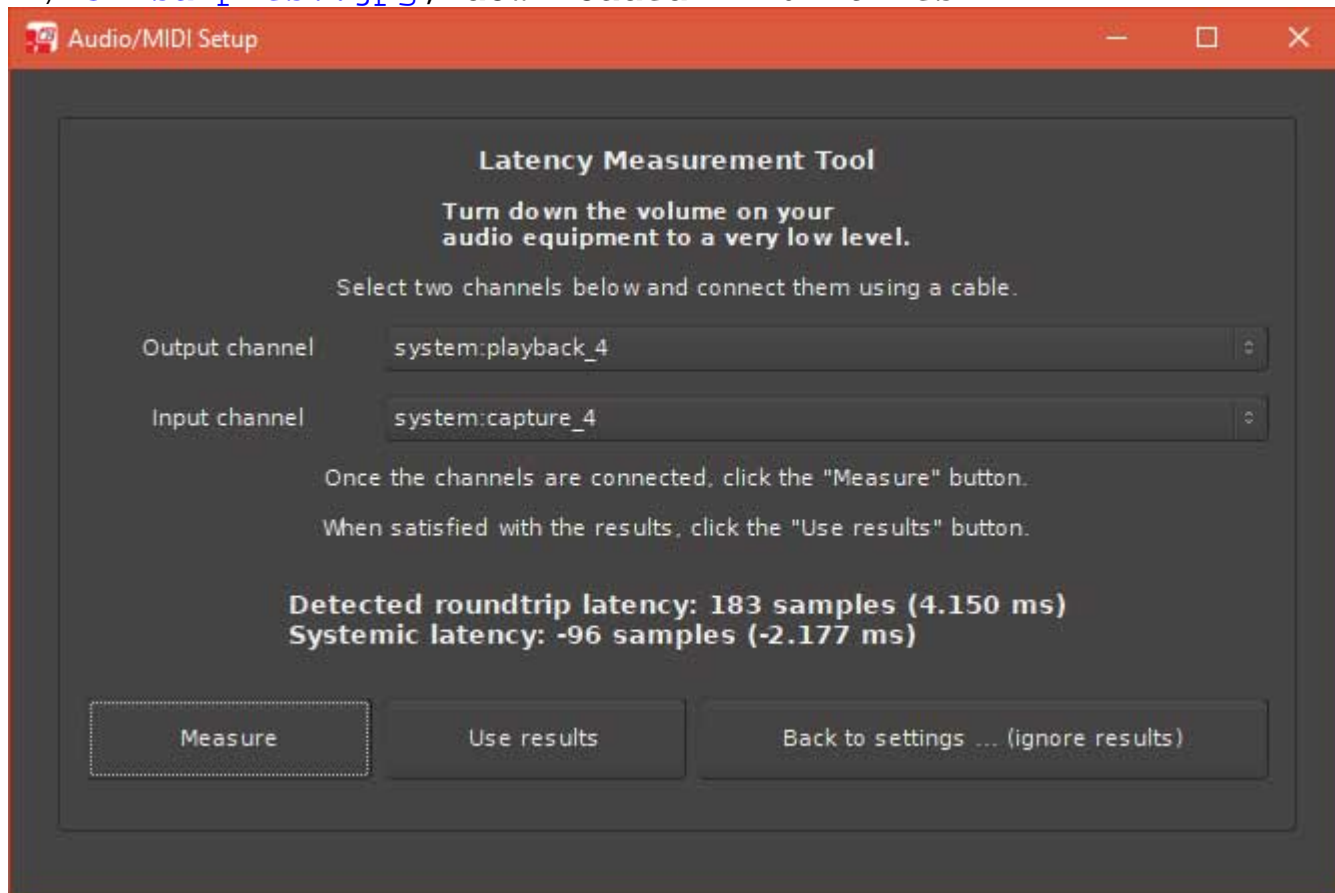 Audio/MIDI Setup
Latency Measurement Tool
Turn down the volume on your
audio equipment to a very low level.
Select two channels below and connect them using a cable.
Output channel system:playback_4
Input channel system:capture_4
Once the channels are connected, click the "Measure" button.
When satisfied with the results, click the "Use results" button.
Detected roundtrip latency: 183 samples (4.150 ms)
Systemic latency: -96 samples (-2.177 ms)
Measure Use results Back to settings ... (ignore results)